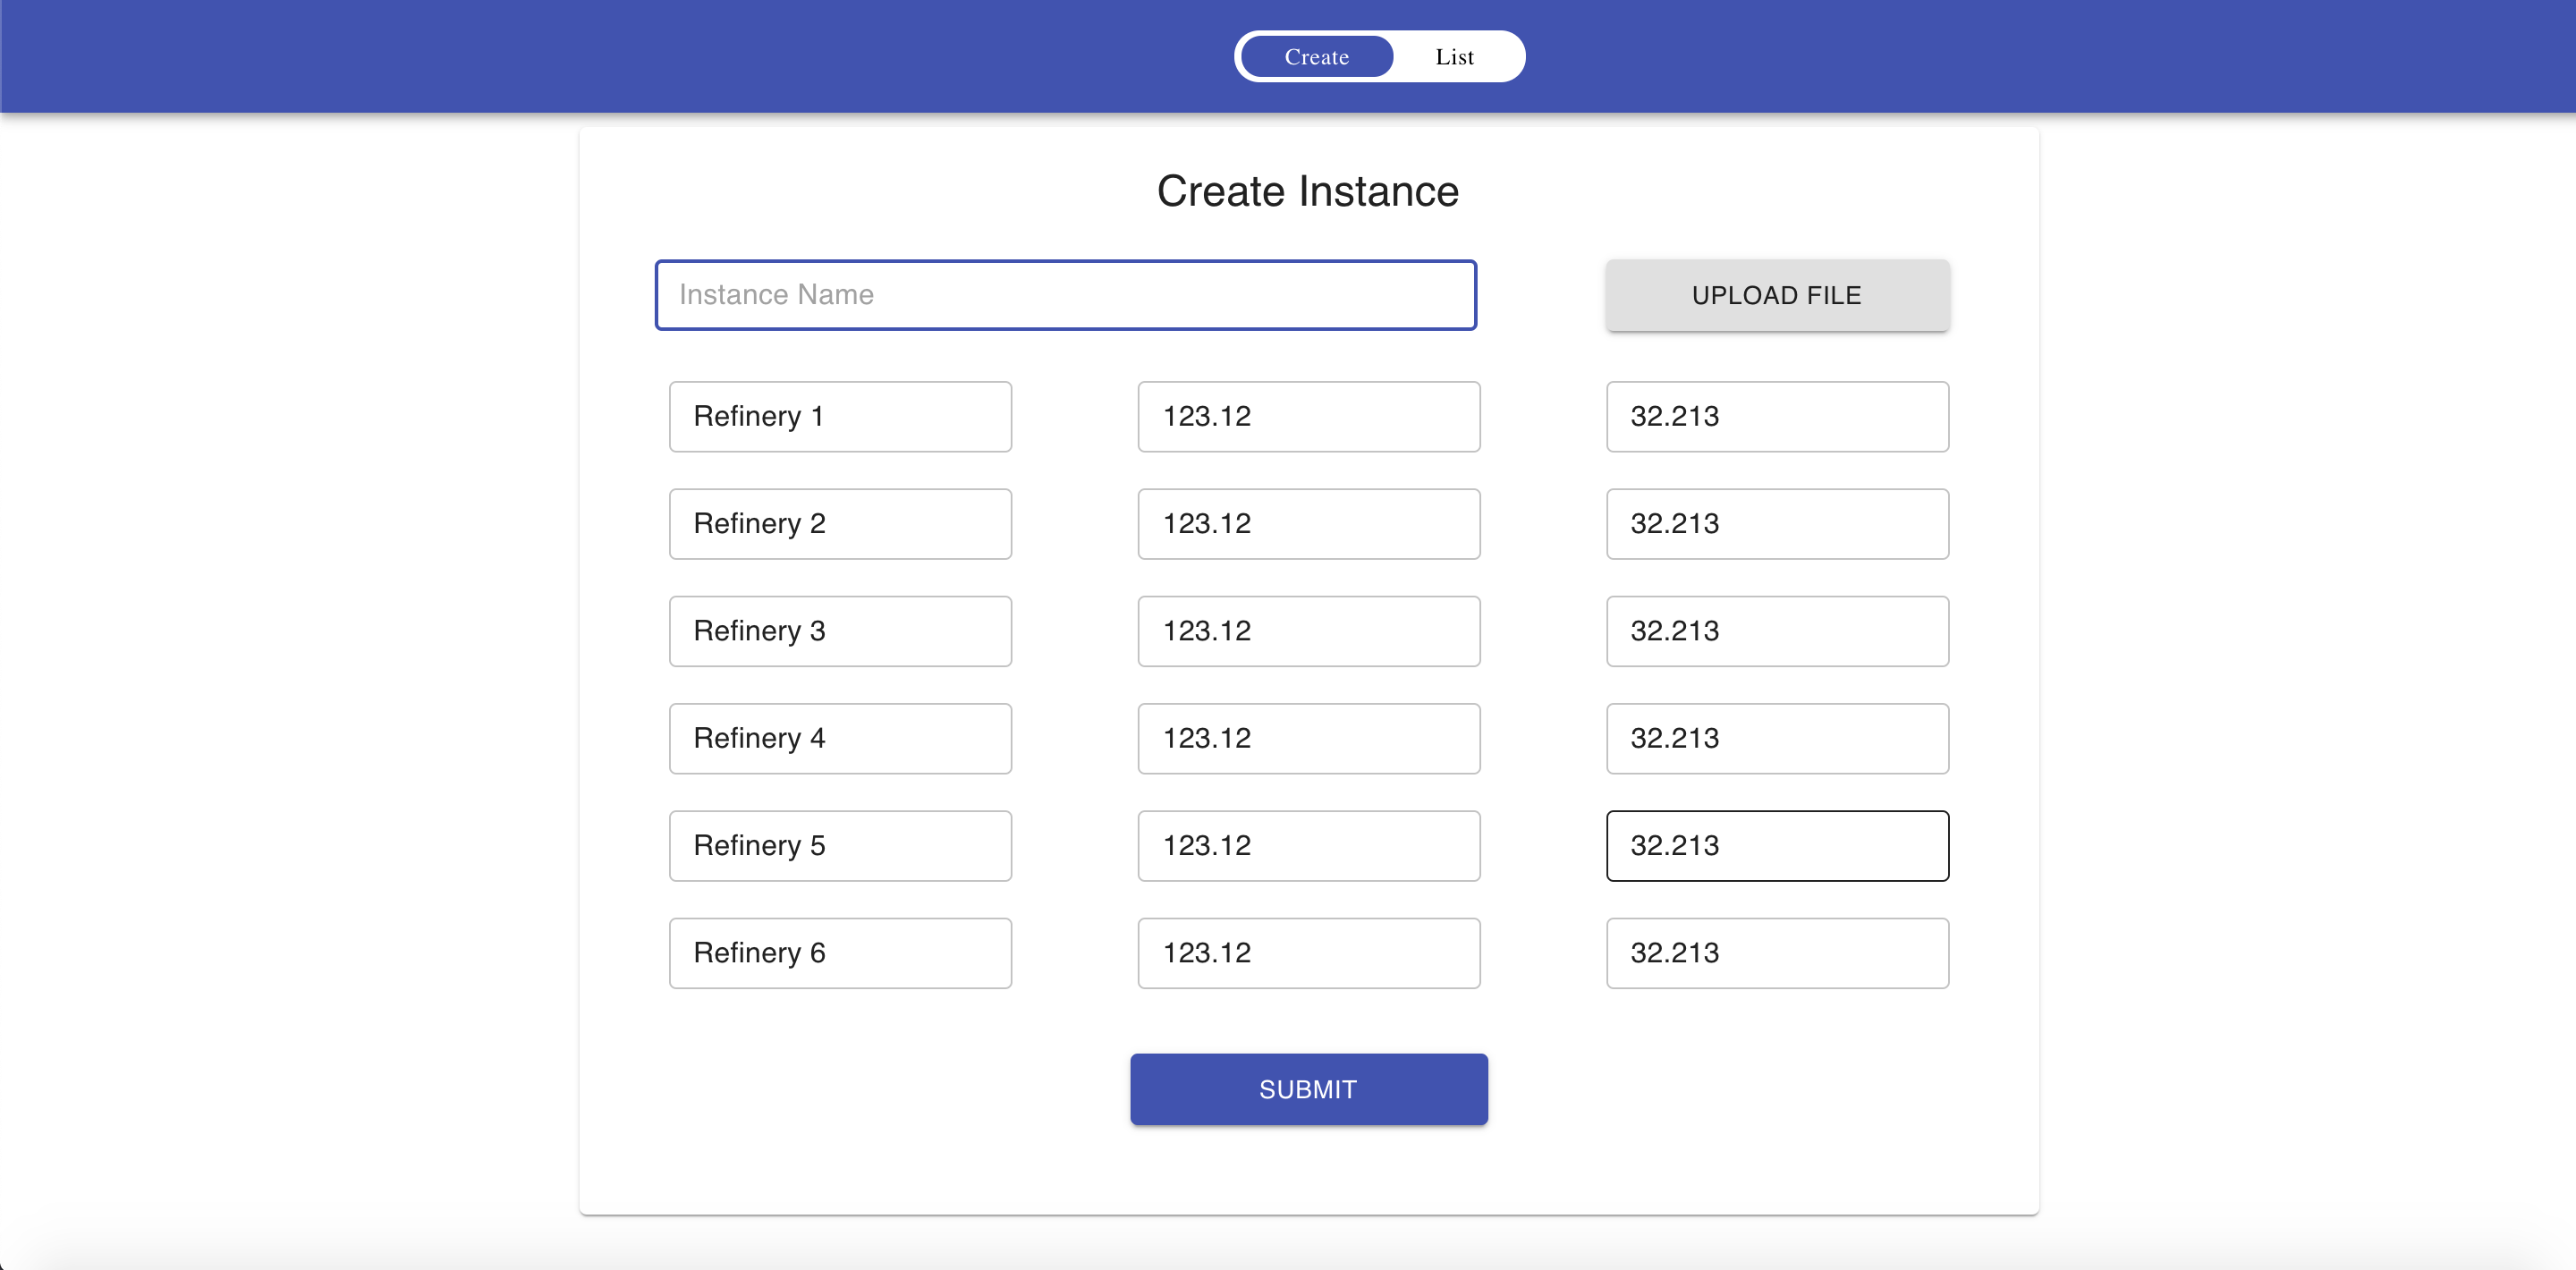 Create List
Create Instance
Instance Name UPLOAD FILE
Refinery 1 123.12 32.213
Refinery 2 123.12 32.213
Refinery 3 123.12 32.213
Refinery 4 123.12 32.213
Refinery 5 123.12 32.213
Refinery 6 123.12 32.213
SUBMIT